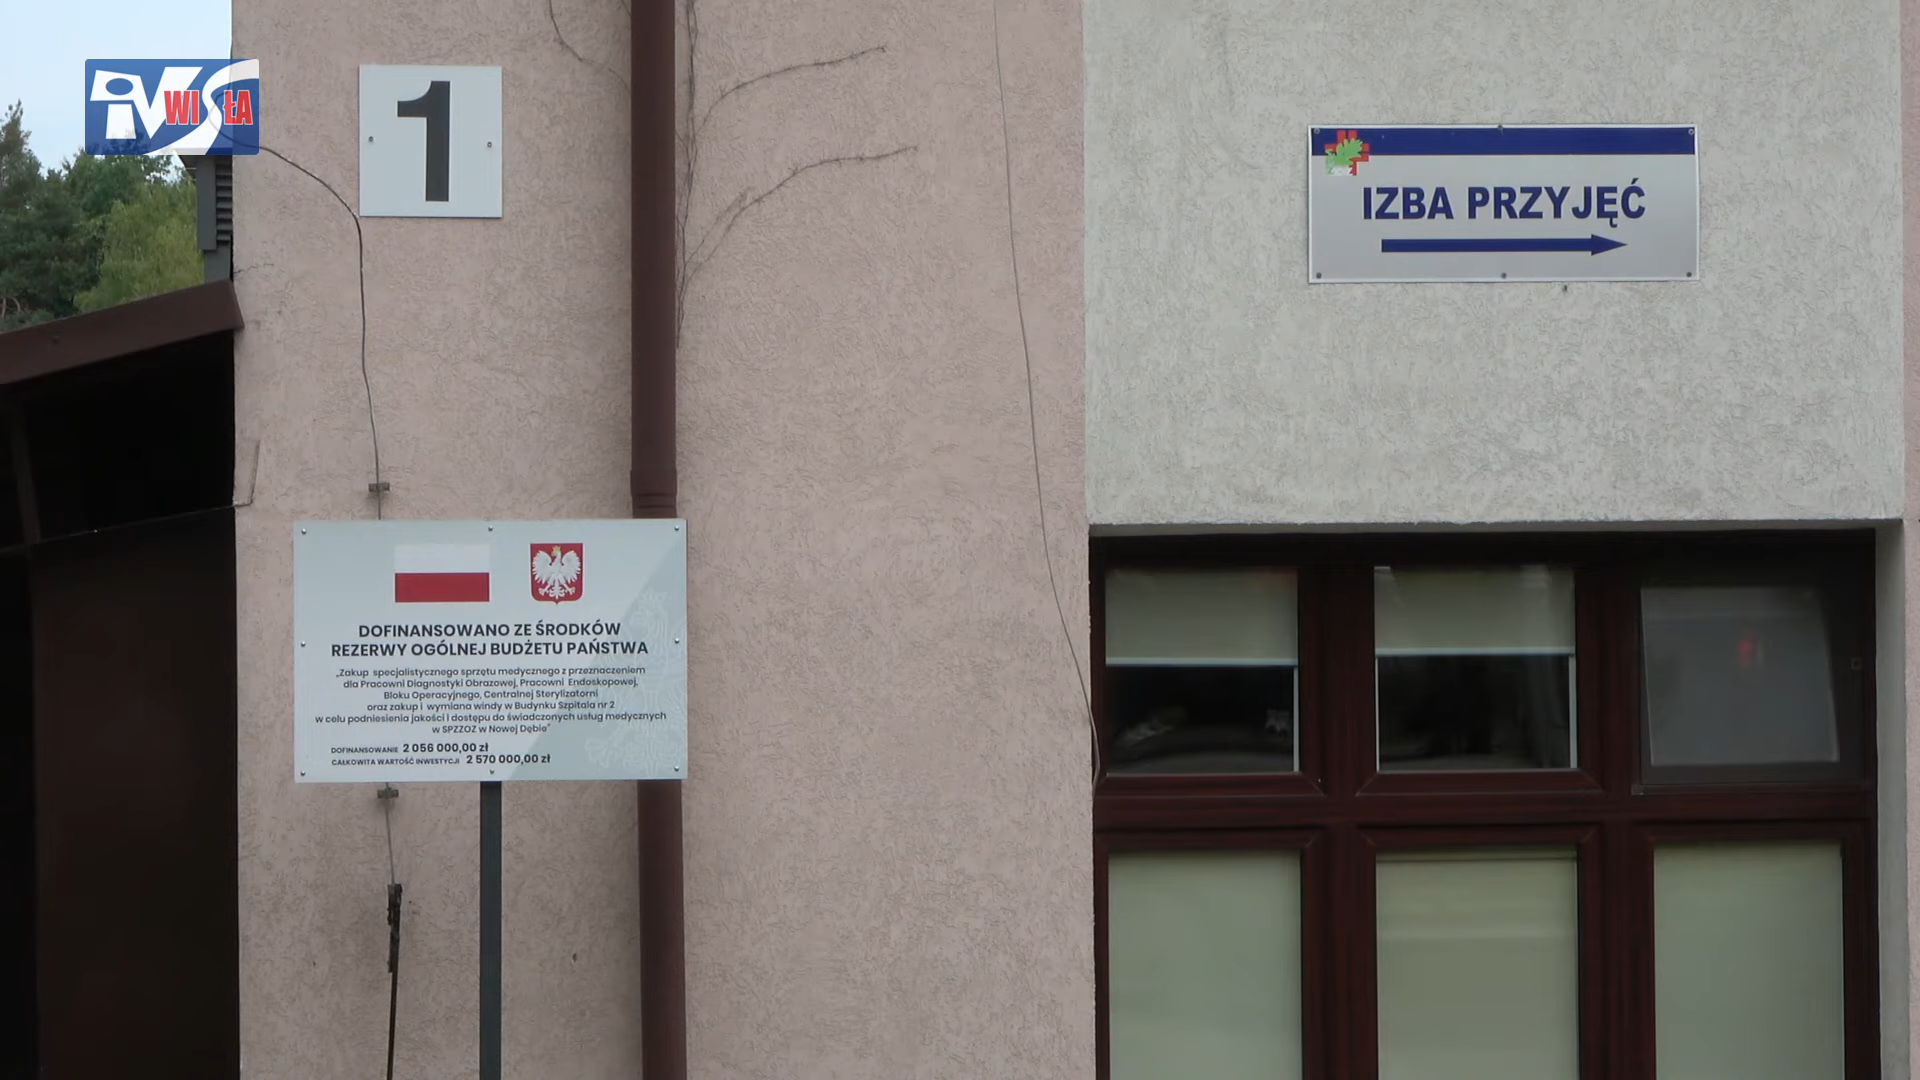 iVS WISŁA
1
IZBA PRZYJĘĆ
DOFINANSOWANO ZE ŚRODKÓW
REZERWY OGÓLNEJ BUDŻETU PAŃSTWA
„Zakup specjalistycznego sprzętu medycznego z przeznaczeniem
dla Pracowni Diagnostyki Obrazowej, Pracowni Endoskopowej,
Bloku Operacyjnego, Centralnej Sterylizatorni
oraz zakup i wymiana windy w Budynku Szpitala nr 2
w celu podniesienia jakości i dostępu do świadczonych usług medycznych
w SPZZOZ w Nowej Dębie”
DOFINANSOWANIE 2 056 000,00 zł
CAŁKOWITA WARTOŚĆ INWESTYCJI 2 570 000,00 zł